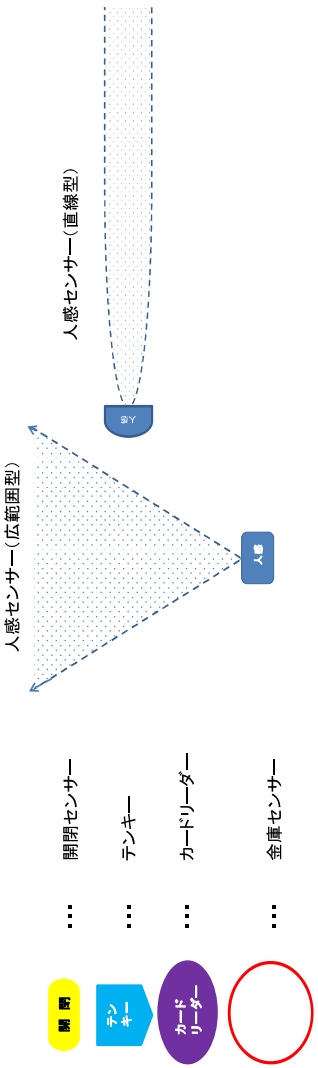 開 閉 ・・・ 開閉センサー
テン
キー ・・・ テンキー
カード
リーダー ・・・ カードリーダー
・・・ 金庫センサー
人感センサー（広範囲型）
人感
人感センサー（直線型）
人感